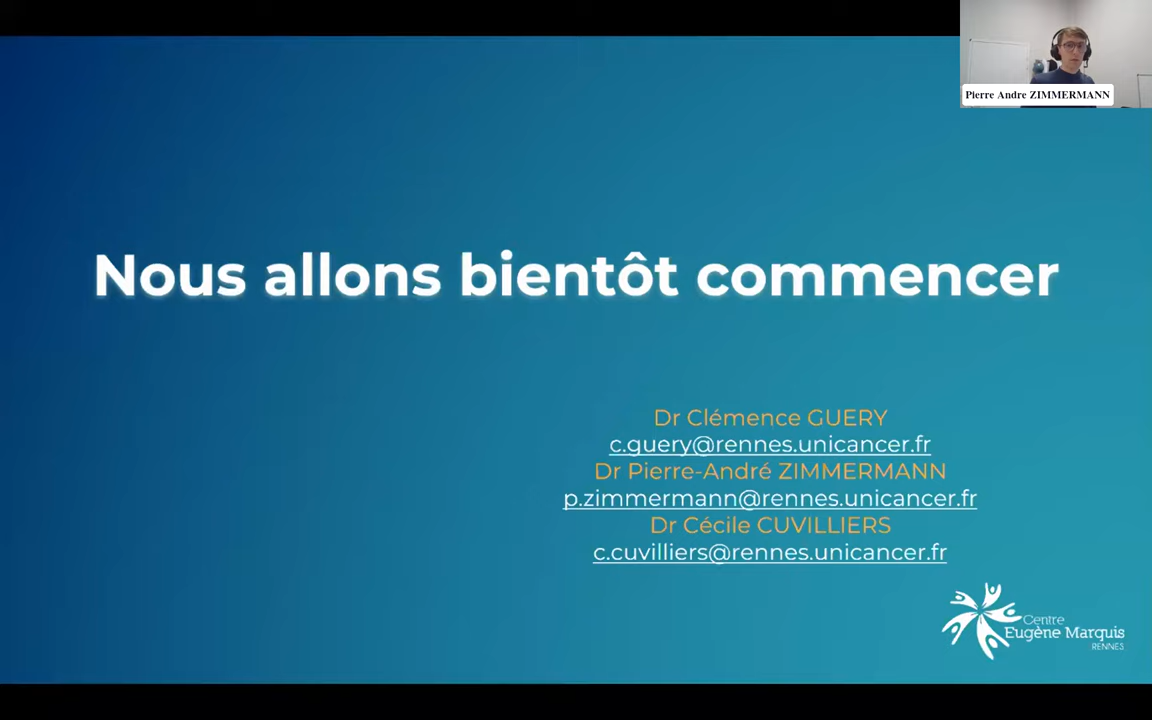 Pierre Andre ZIMMERMANN
Nous allons bientôt commencer
Dr Clémence GUERY
c.guery@rennes.unicancer.fr
Dr Pierre-André ZIMMERMANN
p.zimmermann@rennes.unicancer.fr
Dr Cécile CUVILLIERS
c.cuvilliers@rennes.unicancer.fr
Centre
Eugène Marquis
RENNES